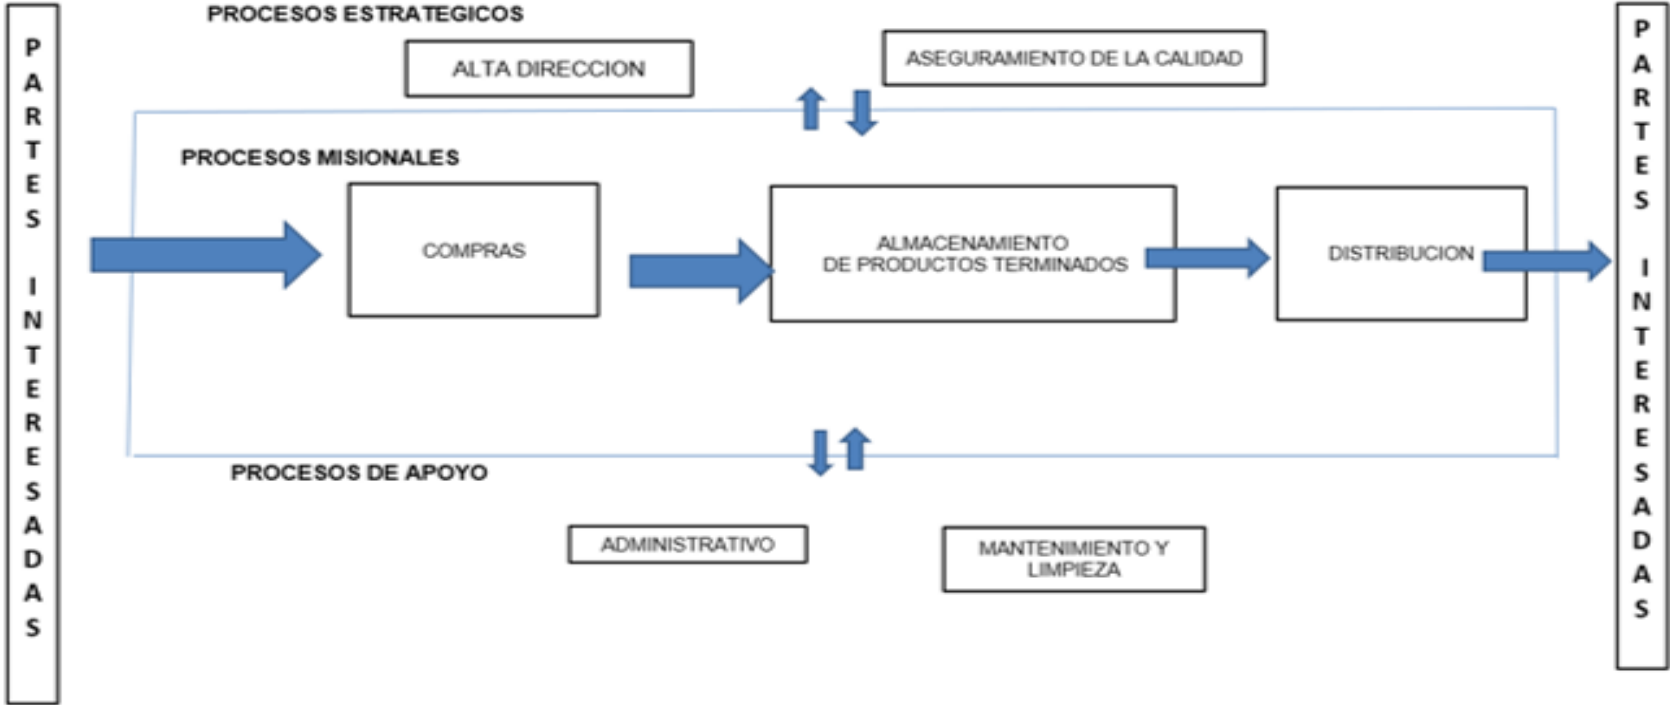 PARTES INTERESADAS
PROCESOS ESTRATEGICOS
ALTA DIRECCION
ASEGURAMIENTO DE LA CALIDAD
PROCESOS MISIONALES
COMPRAS
ALMACENAMIENTO
DE PRODUCTOS TERMINADOS
DISTRIBUCION
PROCESOS DE APOYO
ADMINISTRATIVO
MANTENIMIENTO Y
LIMPIEZA
PARTES INTERESADAS